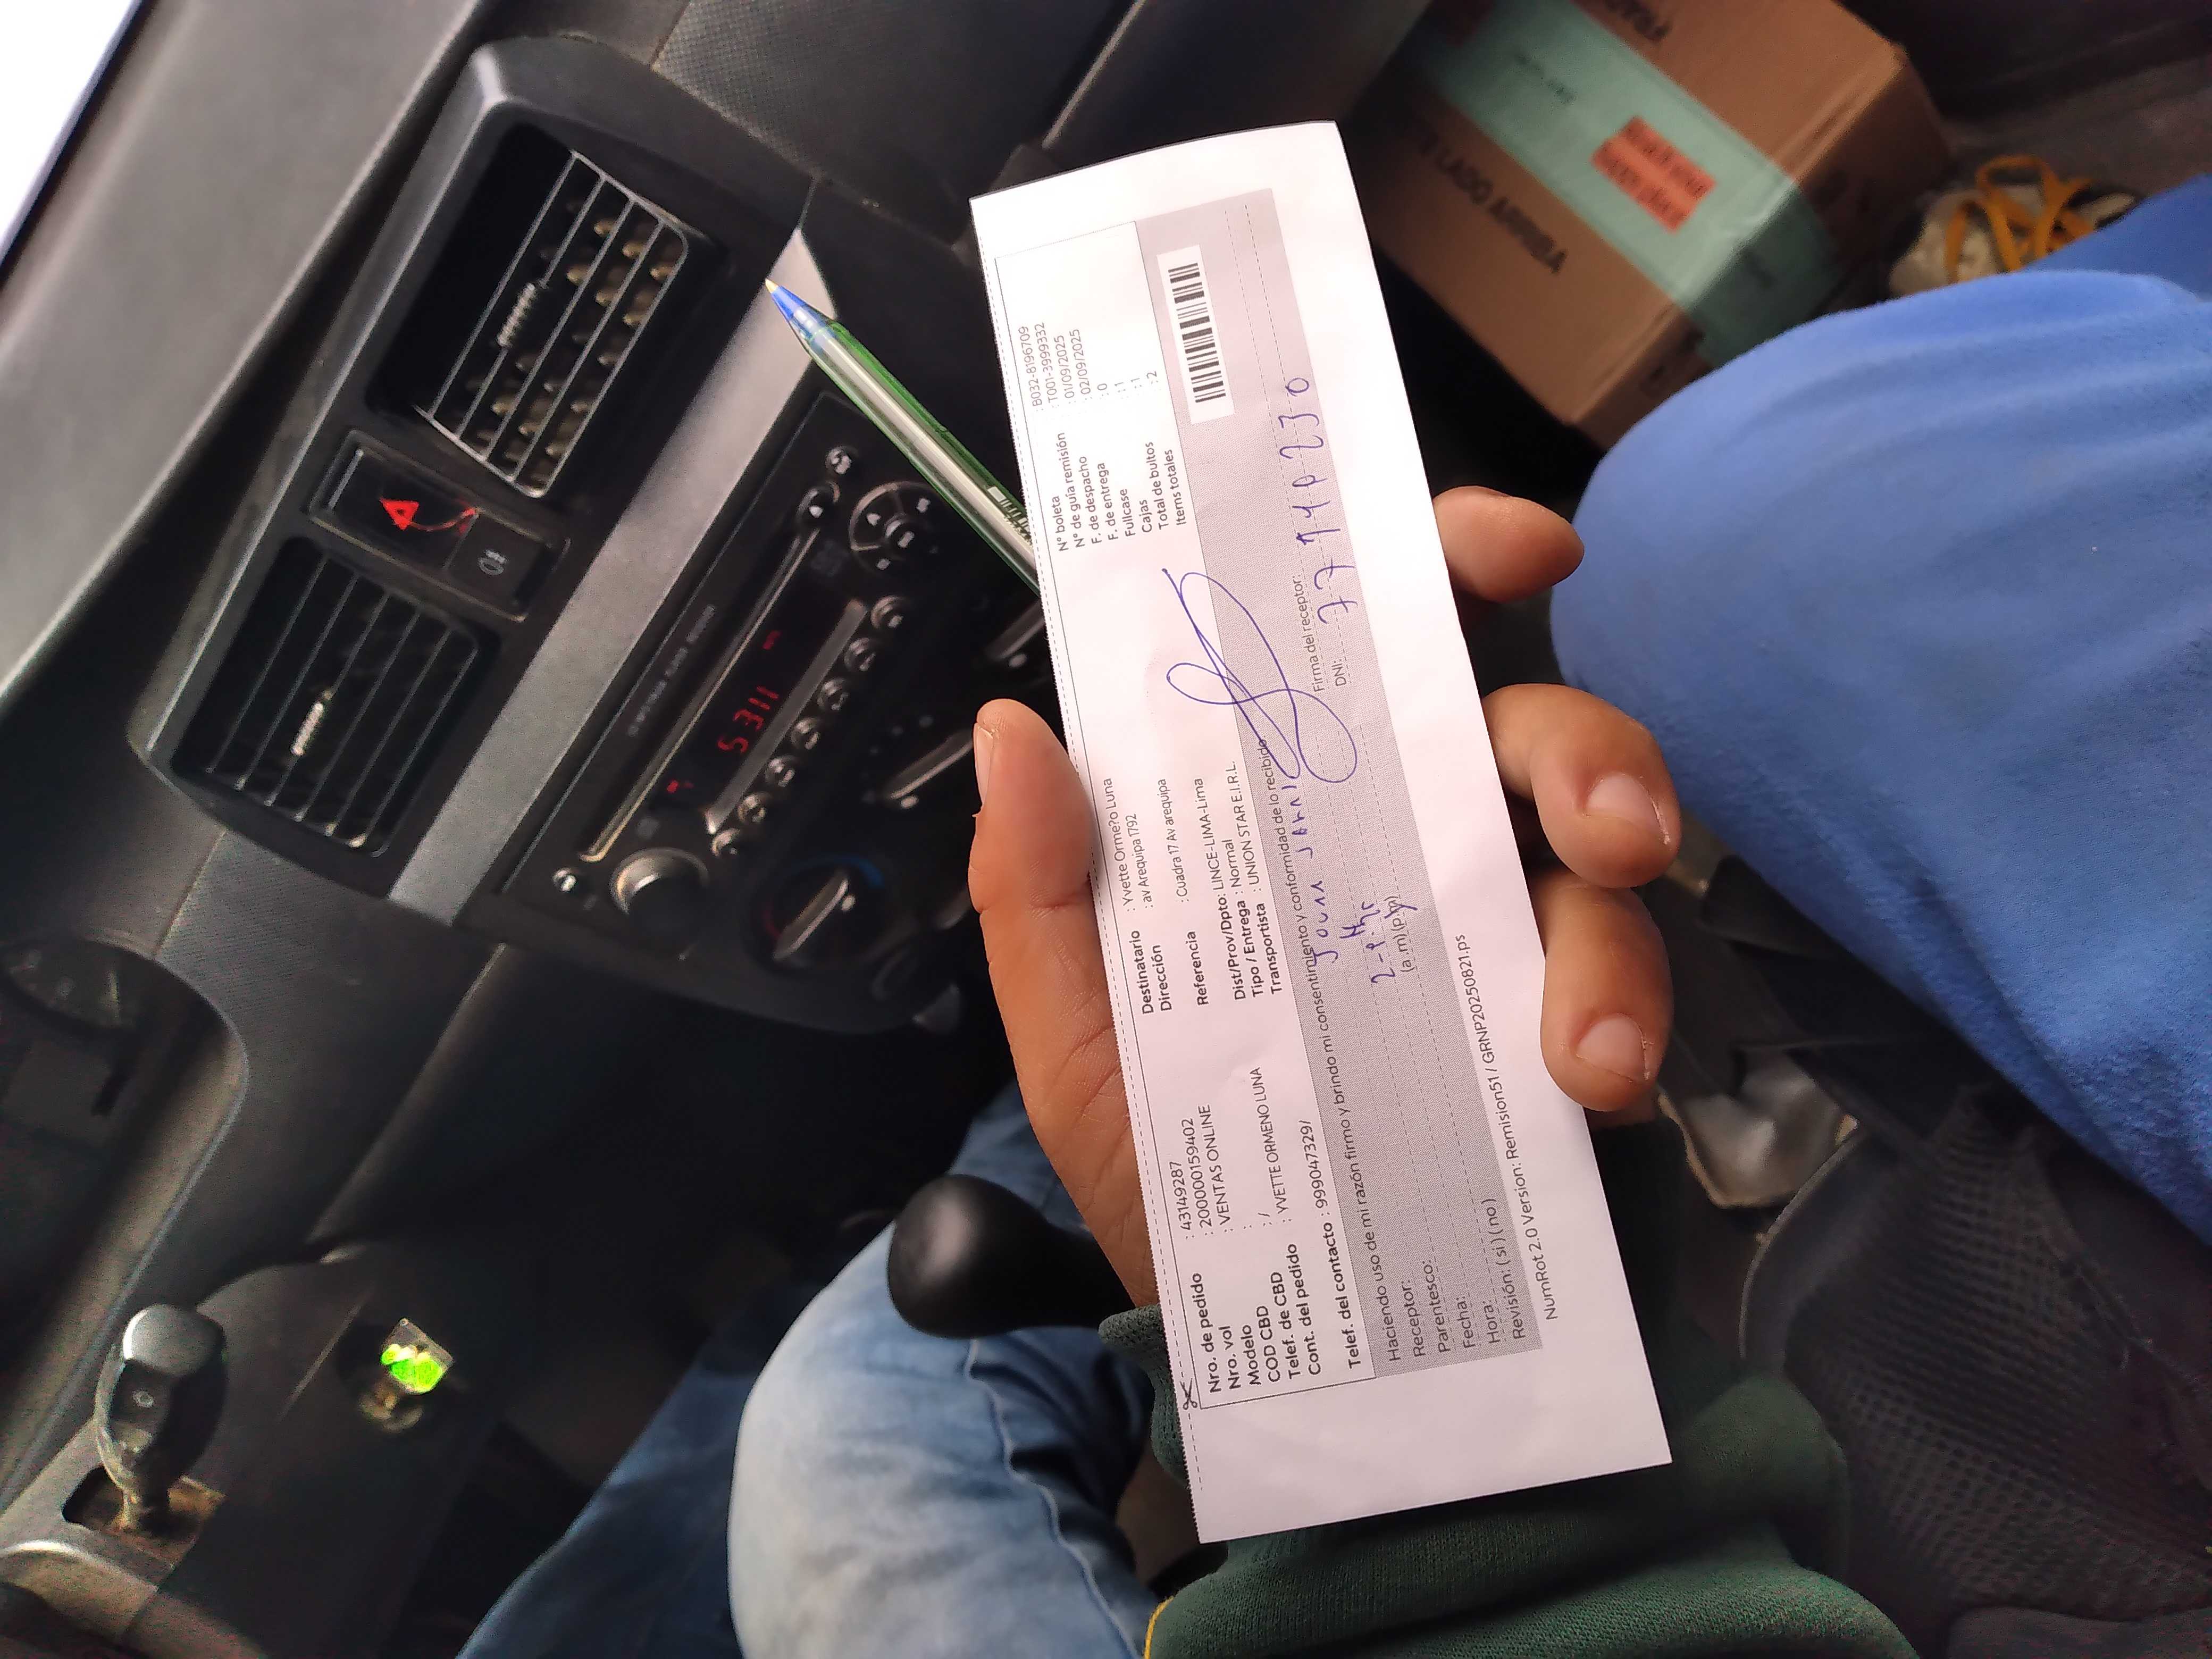 Nro. de pedido : 43149287
Nro. vol : 2000000159402
Modelo : VENTAS ONLINE
COD CBD :
Telef. de CBD : /
Cont. del pedido : YVETTE ORMENO LUNA
Telef. del contacto : 999047329/
Destinatario : Yvette Orme?o Luna
Dirección : av Arequipa 1792
Referencia : Cuadra 17 Av arequipa
Dist/Prov/Dpto: LINCE-LIMA-Lima
Tipo / Entrega : Normal
Transportista : UNION STAR E.I.R.L.
N° boleta : B032-8196709
N° de guía remisión : T001-3999332
F. de despacho : 01/09/2025
F. de entrega : 02/09/2025
Fullcase : 0
Cajas : 1
Total de bultos : 1
Itens totales : 2
Haciendo uso de mi razón firmo y brindo mi consentimiento y conformidad de lo recibido
Receptor:
Parentesco:
Fecha:
Hora: (a.m) (p.m)
Revisión: ( si ) ( no )
Firma del receptor:
DNI:
NumRot 2.0 Version: Remision51 / GRNP20250821.ps
LADO ARRIBA